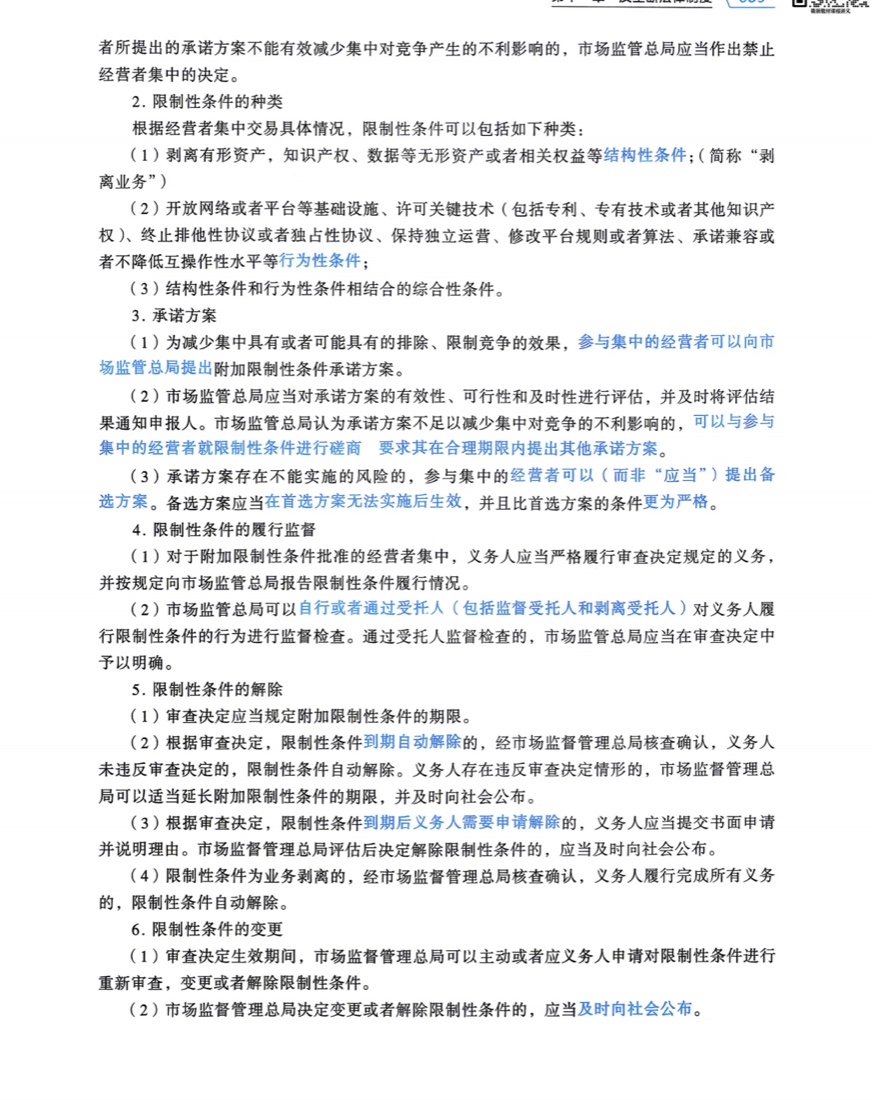 者所提出的承诺方案不能有效减少集中对竞争产生的不利影响的，市场监管总局应当作出禁止
经营者集中的决定。
2. 限制性条件的种类
根据经营者集中交易具体情况，限制性条件可以包括如下种类：
（1）剥离有形资产，知识产权、数据等无形资产或者相关权益等结构性条件；（简称“剥
离业务”）
（2）开放网络或者平台等基础设施、许可关键技术（包括专利、专有技术或者其他知识产
权）、终止排他性协议或者独占性协议、保持独立运营、修改平台规则或者算法、承诺兼容或
者不降低互操作性水平等行为性条件；
（3）结构性条件和行为性条件相结合的综合性条件。
3. 承诺方案
（1）为减少集中具有或者可能具有的排除、限制竞争的效果，参与集中的经营者可以向市
场监管总局提出附加限制性条件承诺方案。
（2）市场监管总局应当对承诺方案的有效性、可行性和及时性进行评估，并及时将评估结
果通知申报人。市场监管总局认为承诺方案不足以减少集中对竞争的不利影响的，可以与参与
集中的经营者就限制性条件进行磋商 要求其在合理期限内提出其他承诺方案。
（3）承诺方案存在不能实施的风险的，参与集中的经营者可以（而非“应当”）提出备
选方案。备选方案应当在首选方案无法实施后生效，并且比首选方案的条件更为严格。
4. 限制性条件的履行监督
（1）对于附加限制性条件批准的经营者集中，义务人应当严格履行审查决定规定的义务，
并按规定向市场监管总局报告限制性条件履行情况。
（2）市场监管总局可以自行或者通过受托人（包括监督受托人和剥离受托人）对义务人履
行限制性条件的行为进行监督检查。通过受托人监督检查的，市场监管总局应当在审查决定中
予以明确。
5. 限制性条件的解除
（1）审查决定应当规定附加限制性条件的期限。
（2）根据审查决定，限制性条件到期自动解除的，经市场监督管理总局核查确认，义务人
未违反审查决定的，限制性条件自动解除。义务人存在违反审查决定情形的，市场监督管理总
局可以适当延长附加限制性条件的期限，并及时向社会公布。
（3）根据审查决定，限制性条件到期后义务人需要申请解除的，义务人应当提交书面申请
并说明理由。市场监督管理总局评估后决定解除限制性条件的，应当及时向社会公布。
（4）限制性条件为业务剥离的，经市场监督管理总局核查确认，义务人履行完成所有义务
的，限制性条件自动解除。
6. 限制性条件的变更
（1）审查决定生效期间，市场监督管理总局可以主动或者应义务人申请对限制性条件进行
重新审查，变更或者解除限制性条件。
（2）市场监督管理总局决定变更或者解除限制性条件的，应当及时向社会公布。